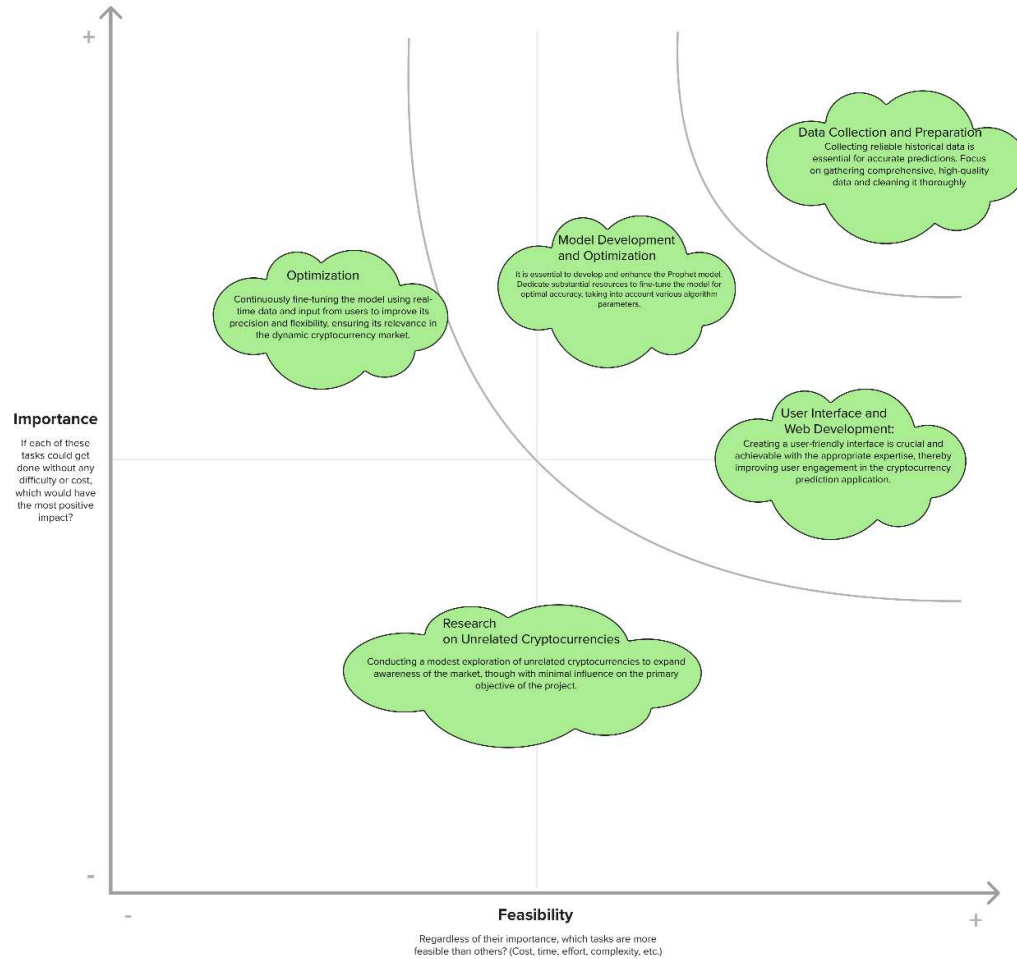 +
Data Collection and Preparation
Collecting reliable historical data is
essential for accurate predictions. Focus
on gathering comprehensive, high-quality
data and cleaning it thoroughly
Model Development
and Optimization
It is essential to develop and enhance the Prophet model.
Dedicate substantial resources to fine-tune the model for
optimal accuracy, taking into account various algorithm
parameters.
Optimization
Continuously fine-tuning the model using real-
time data and input from users to improve its
precision and flexibility, ensuring its relevance in
the dynamic cryptocurrency market.
User Interface and
Web Development:
Creating a user-friendly interface is crucial and
achievable with the appropriate expertise, thereby
improving user engagement in the cryptocurrency
prediction application.
Importance
If each of these
tasks could get
done without any
difficulty or cost,
which would have
the most positive
impact?
Research
on Unrelated Cryptocurrencies
Conducting a modest exploration of unrelated cryptocurrencies to expand
awareness of the market, though with minimal influence on the primary
objective of the project.
-
-
Feasibility
+
Regardless of their importance, which tasks are more
feasible than others? (Cost, time, effort, complexity, etc.)